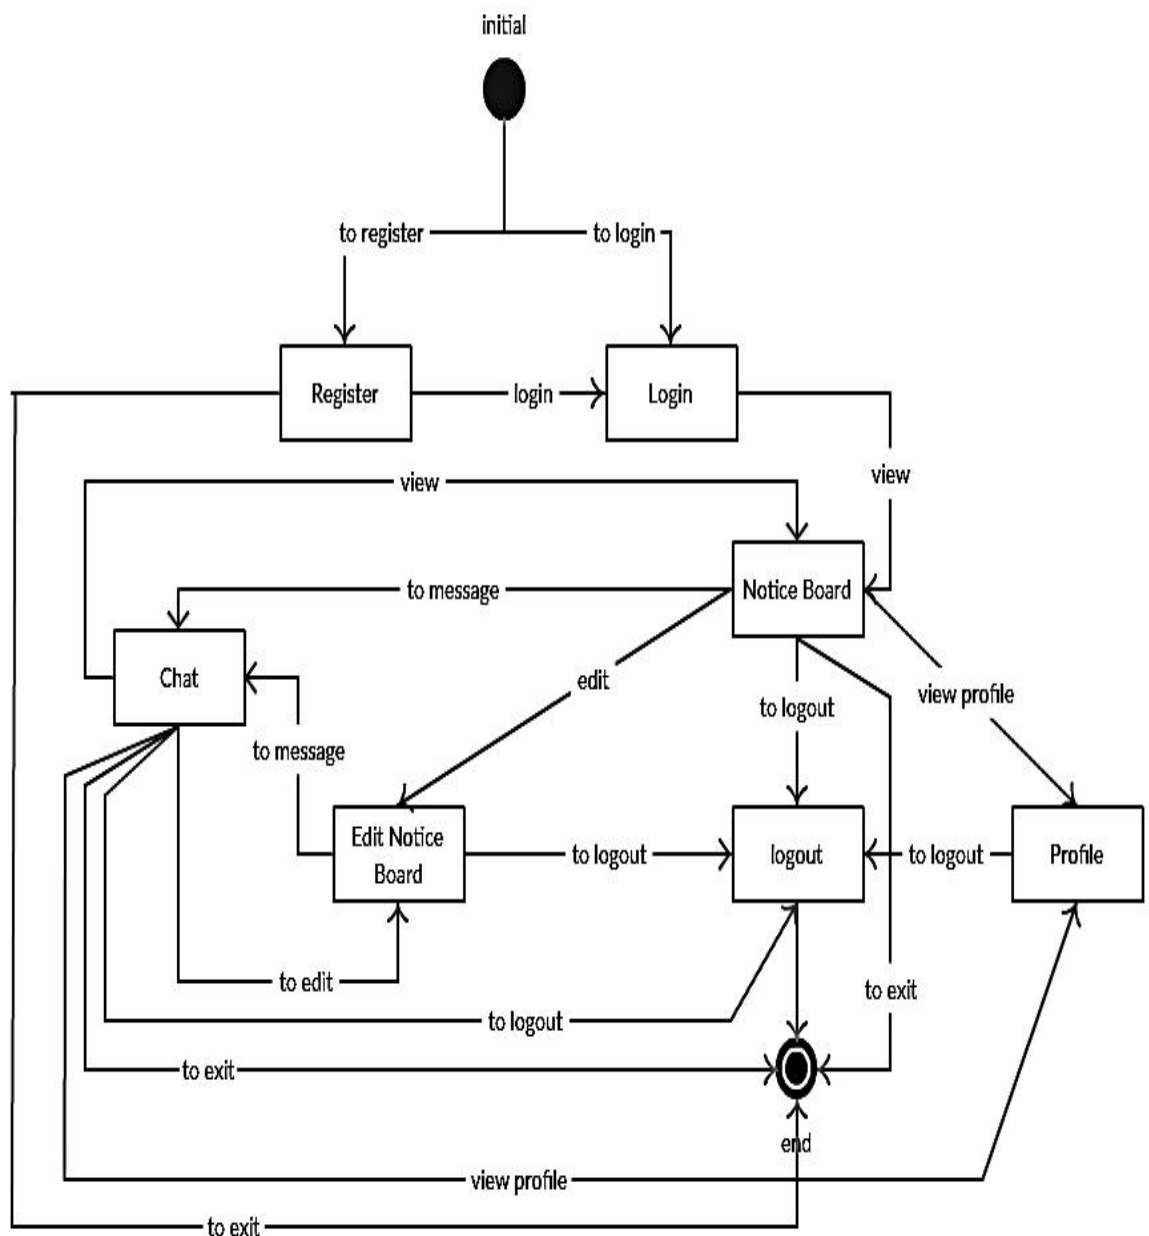 initial
to register
to login
Register
login
Login
view
view
Notice Board
to message
Chat
edit
view profile
to logout
to message
Edit Notice
Board
to logout
logout
to logout
Profile
to edit
to exit
to logout
to exit
end
view profile
to exit